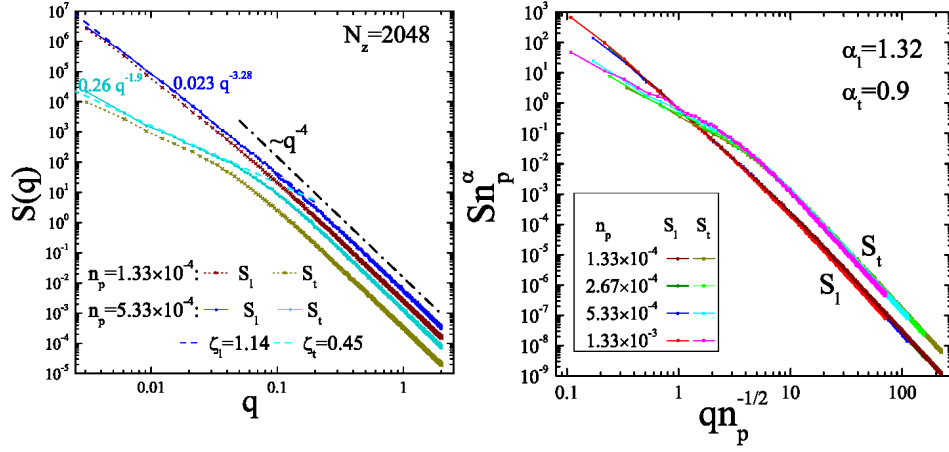 N_z=2048
0.26 q^-1.9
0.023 q^-3.28
~q^-4
S(q)
10^7
10^6
10^5
10^4
10^3
10^2
10^1
10^0
10^-1
10^-2
10^-3
10^-4
10^-5
n_p=1.33×10^-4: S_l S_t
n_p=5.33×10^-4: S_l S_t
ζ_l=1.14 ζ_t=0.45
0.01 0.1 1
q
α_l=1.32
α_t=0.9
Sn_p^α
10^4
10^3
10^2
10^1
10^0
10^-1
10^-2
10^-3
10^-4
10^-5
10^-6
10^-7
10^-8
10^-9
n_p S_l S_t
1.33×10^-4
2.67×10^-4
5.33×10^-4
1.33×10^-3
S_t
S_l
0.1 1 10 100
qn_p^-1/2